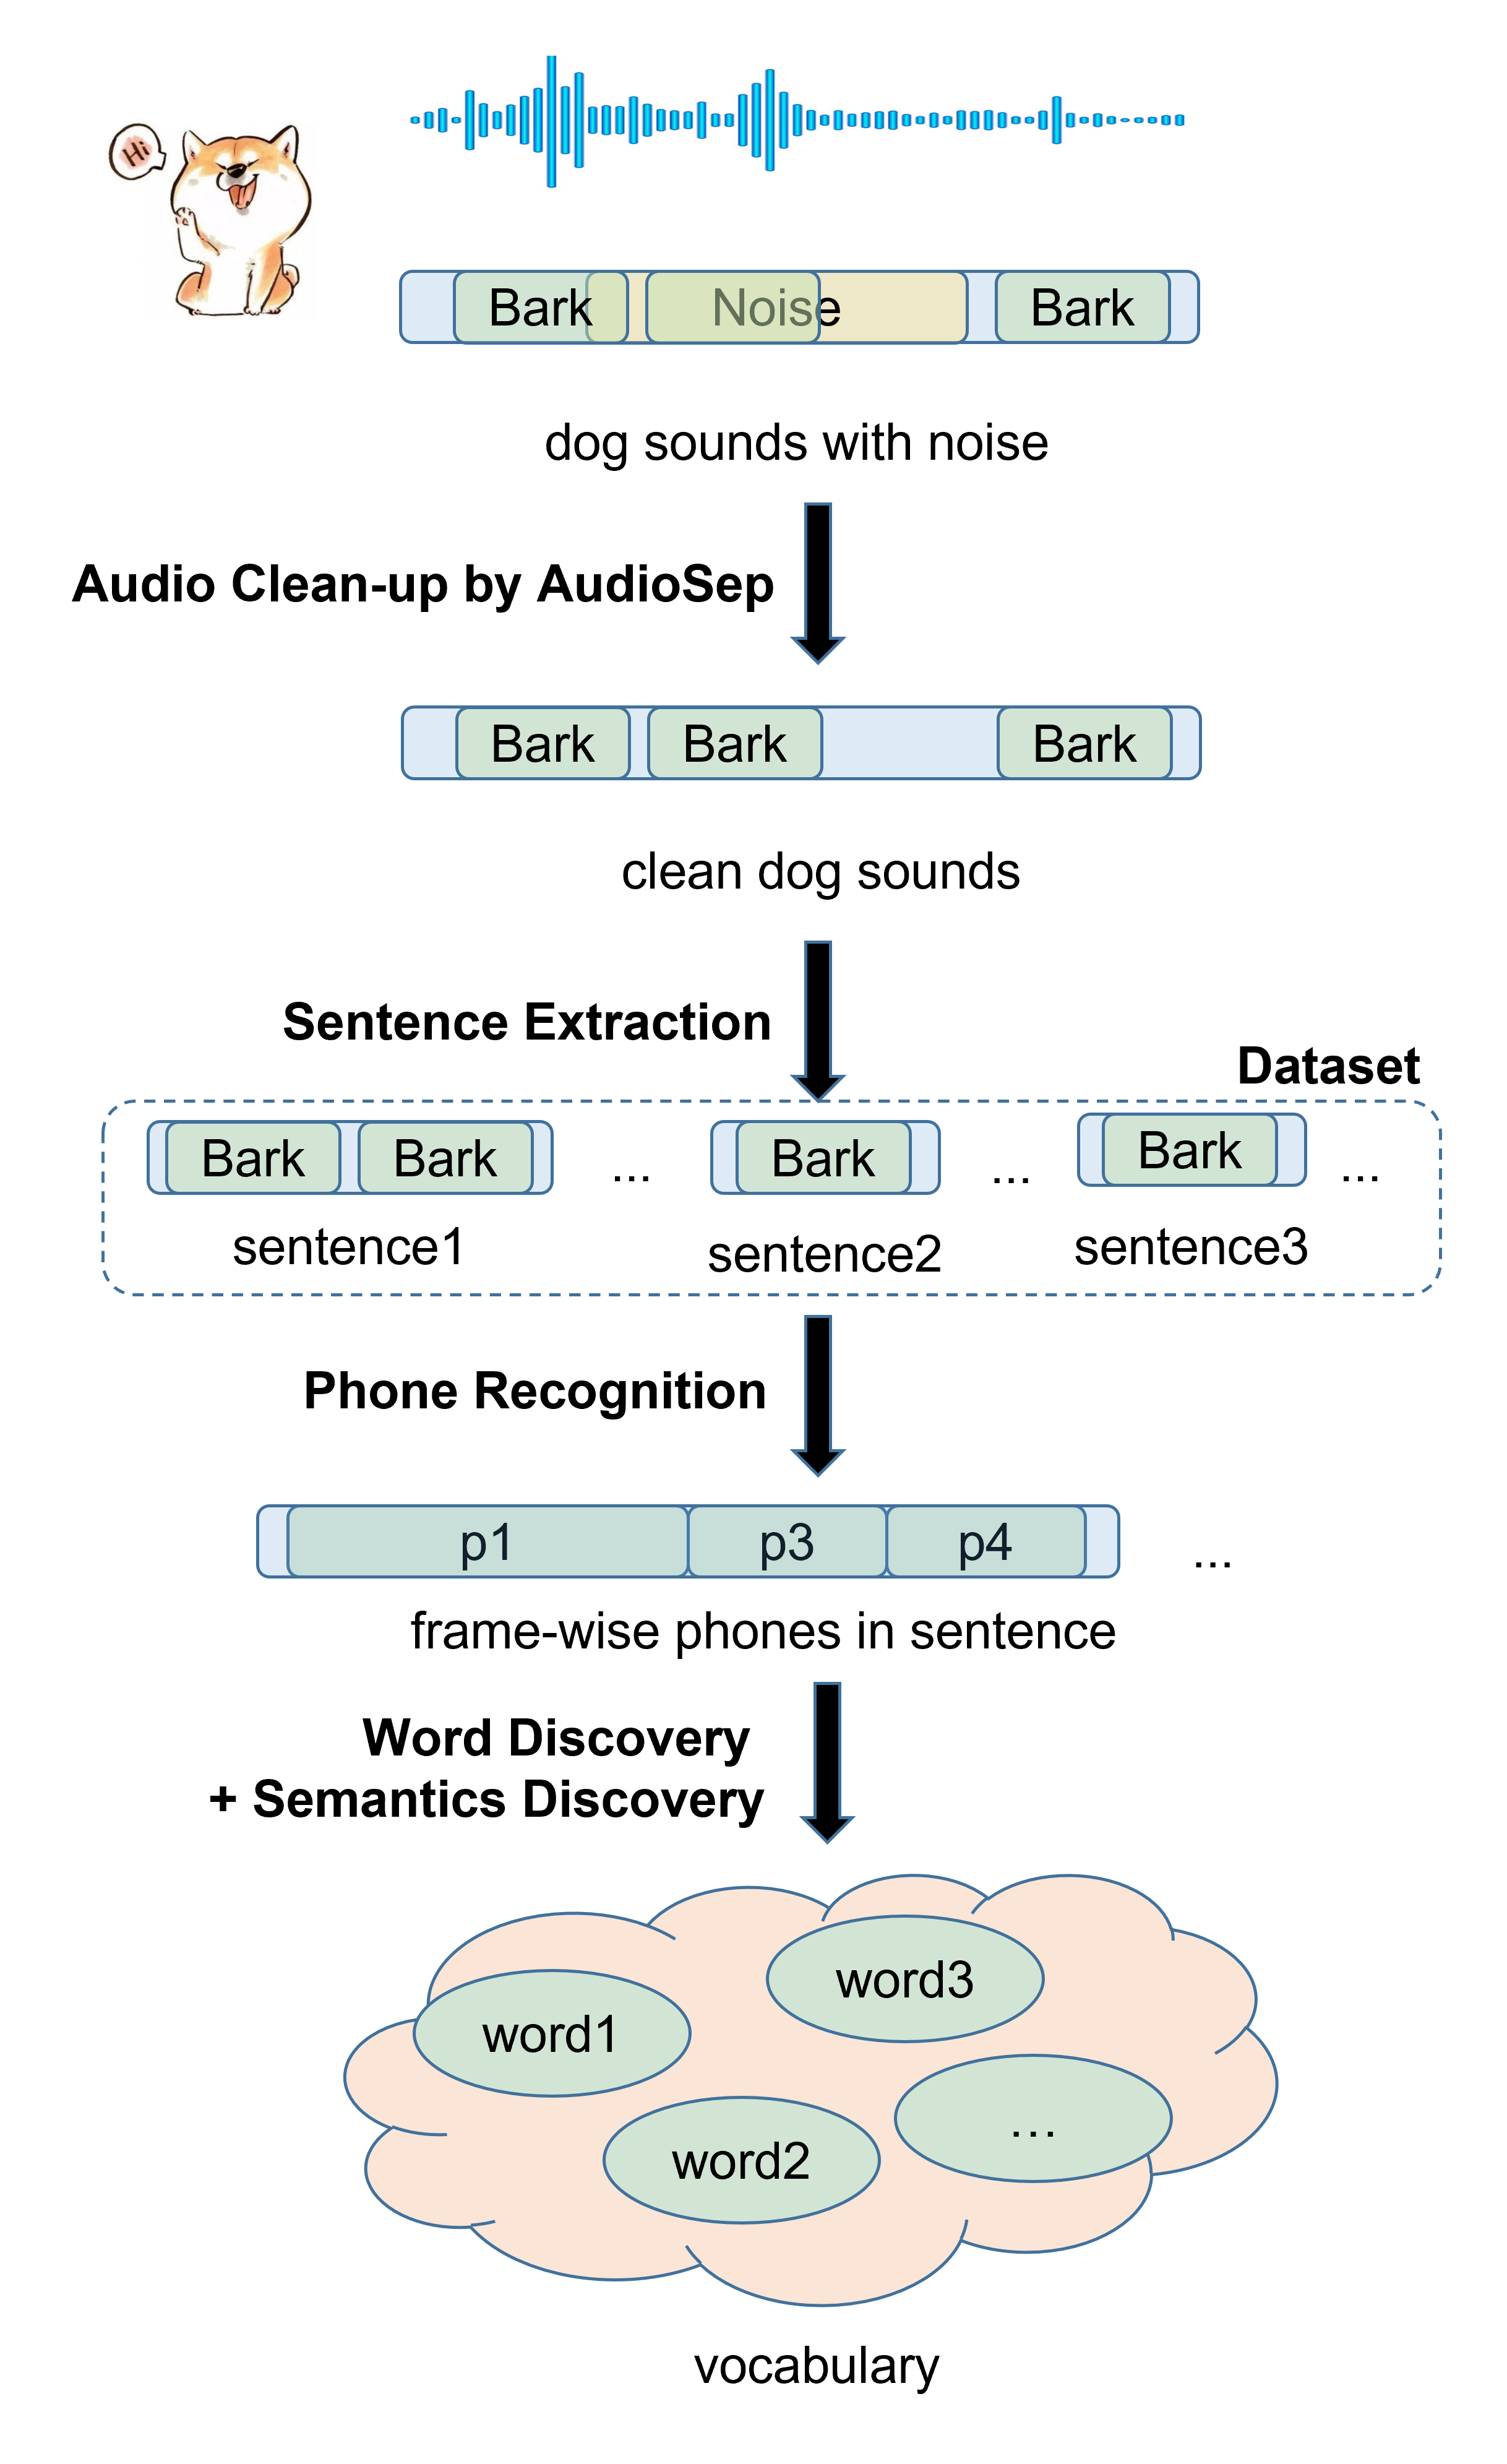 Hi
Bark Noise Bark
dog sounds with noise
Audio Clean-up by AudioSep
Bark Bark Bark
clean dog sounds
Sentence Extraction
Dataset
Bark Bark ... Bark ... Bark ...
sentence1 sentence2 sentence3
Phone Recognition
p1 p3 p4 ...
frame-wise phones in sentence
Word Discovery
+ Semantics Discovery
word3
word1
...
word2
vocabulary